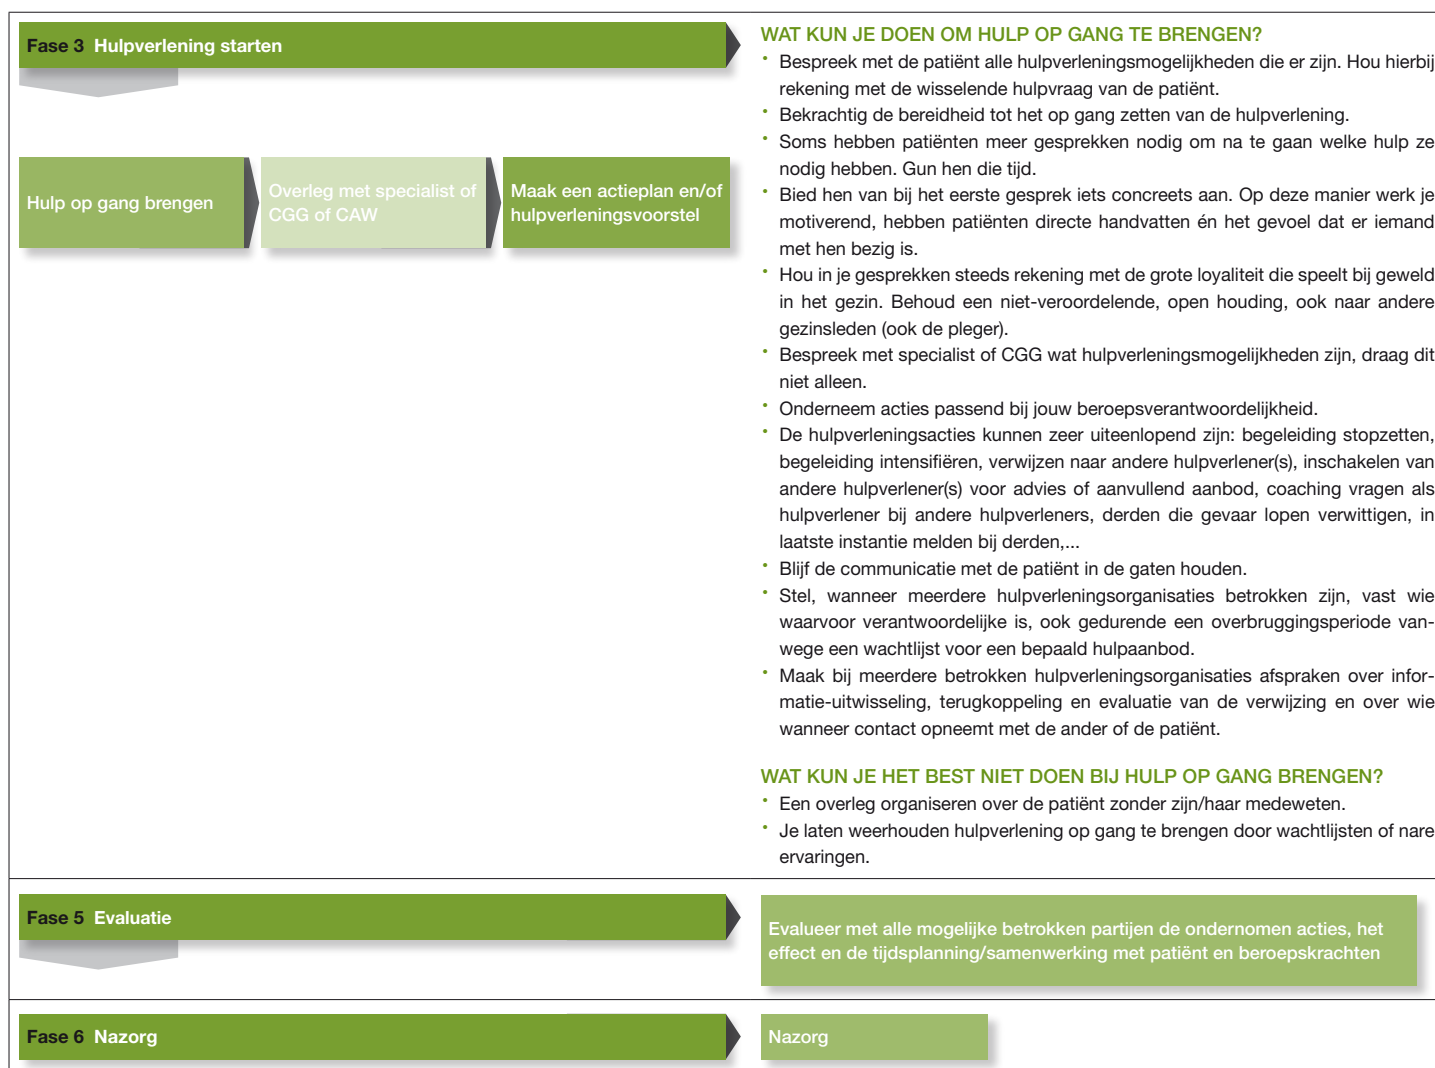 Fase 3 Hulpverlening starten
Hulp op gang brengen
Overleg met specialist of
CGG of CAW
Maak een actieplan en/of
hulpverleningsvoorstel
WAT KUN JE DOEN OM HULP OP GANG TE BRENGEN?
• Bespreek met de patiënt alle hulpverleningsmogelijkheden die er zijn. Hou hierbij
rekening met de wisselende hulpvraag van de patiënt.
• Bekrachtig de bereidheid tot het op gang zetten van de hulpverlening.
• Soms hebben patiënten meer gesprekken nodig om na te gaan welke hulp ze
nodig hebben. Gun hen die tijd.
• Bied hen van bij het eerste gesprek iets concreets aan. Op deze manier werk je
motiverend, hebben patiënten directe handvatten én het gevoel dat er iemand
met hen bezig is.
• Hou in je gesprekken steeds rekening met de grote loyaliteit die speelt bij geweld
in het gezin. Behoud een niet-veroordelende, open houding, ook naar andere
gezinsleden (ook de pleger).
• Bespreek met specialist of CGG wat hulpverleningsmogelijkheden zijn, draag dit
niet alleen.
• Onderneem acties passend bij jouw beroepsverantwoordelijkheid.
• De hulpverleningsacties kunnen zeer uiteenlopend zijn: begeleiding stopzetten,
begeleiding intensifiëren, verwijzen naar andere hulpverlener(s), inschakelen van
andere hulpverlener(s) voor advies of aanvullend aanbod, coaching vragen als
hulpverlener bij andere hulpverleners, derden die gevaar lopen verwittigen, in
laatste instantie melden bij derden,...
• Blijf de communicatie met de patiënt in de gaten houden.
• Stel, wanneer meerdere hulpverleningsorganisaties betrokken zijn, vast wie
waarvoor verantwoordelijke is, ook gedurende een overbruggingsperiode van-
wege een wachtlijst voor een bepaald hulpaanbod.
• Maak bij meerdere betrokken hulpverleningsorganisaties afspraken over infor-
matie-uitwisseling, terugkoppeling en evaluatie van de verwijzing en over wie
wanneer contact opneemt met de ander of de patiënt.
WAT KUN JE HET BEST NIET DOEN BIJ HULP OP GANG BRENGEN?
• Een overleg organiseren over de patiënt zonder zijn/haar medeweten.
• Je laten weerhouden hulpverlening op gang te brengen door wachtlijsten of nare
ervaringen.
Fase 5 Evaluatie
Evalueer met alle mogelijke betrokken partijen de ondernomen acties, het
effect en de tijdsplanning/samenwerking met patiënt en beroepskrachten
Fase 6 Nazorg
Nazorg